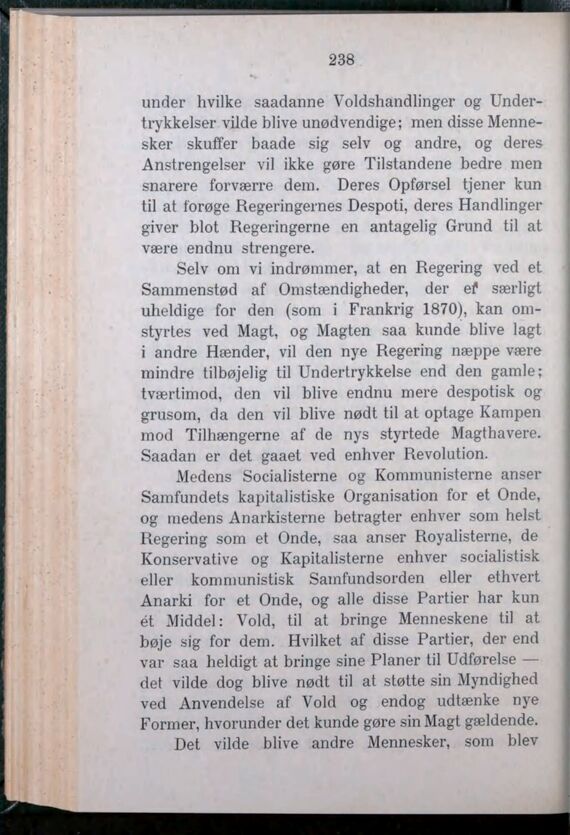 238
under hvilke saadanne Voldshandlinger og Under-
trykkelser vilde blive unødvendige; men disse Menne-
sker skuffer baade sig selv og andre, og deres
Anstrengelser vil ikke gøre Tilstandene bedre men
snarere forværre dem. Deres Opførsel tjener kun
til at forøge Regeringernes Despoti, deres Handlinger
giver blot Regeringerne en antagelig Grund til at
være endnu strengere.
Selv om vi indrømmer, at en Regering ved et
Sammenstød af Omstændigheder, der er særligt
uheldige for den (som i Frankrig 1870), kan om-
styrtes ved Magt, og Magten saa kunde blive lagt
i andre Hænder, vil den nye Regering næppe være
mindre tilbøjelig til Undertrykkelse end den gamle;
tværtimod, den vil blive endnu mere despotisk og
grusom, da den vil blive nødt til at optage Kampen
mod Tilhængerne af de nys styrtede Magthavere.
Saadan er det gaaet ved enhver Revolution.
Medens Socialisterne og Kommunisterne anser
Samfundets kapitalistiske Organisation for et Onde,
og medens Anarkisterne betragter enhver som helst
Regering som et Onde, saa anser Royalisterne, de
Konservative og Kapitalisterne enhver socialistisk
eller kommunistisk Samfundsorden eller ethvert
Anarki for et Onde, og alle disse Partier har kun
ét Middel: Vold, til at bringe Menneskene til at
bøje sig for dem. Hvilket af disse Partier, der end
var saa heldigt at bringe sine Planer til Udførelse —
det vilde dog blive nødt til at støtte sin Myndighed
ved Anvendelse af Vold og endog udtænke nye
Former, hvorunder det kunde gøre sin Magt gældende.
Det vilde blive andre Mennesker, som blev